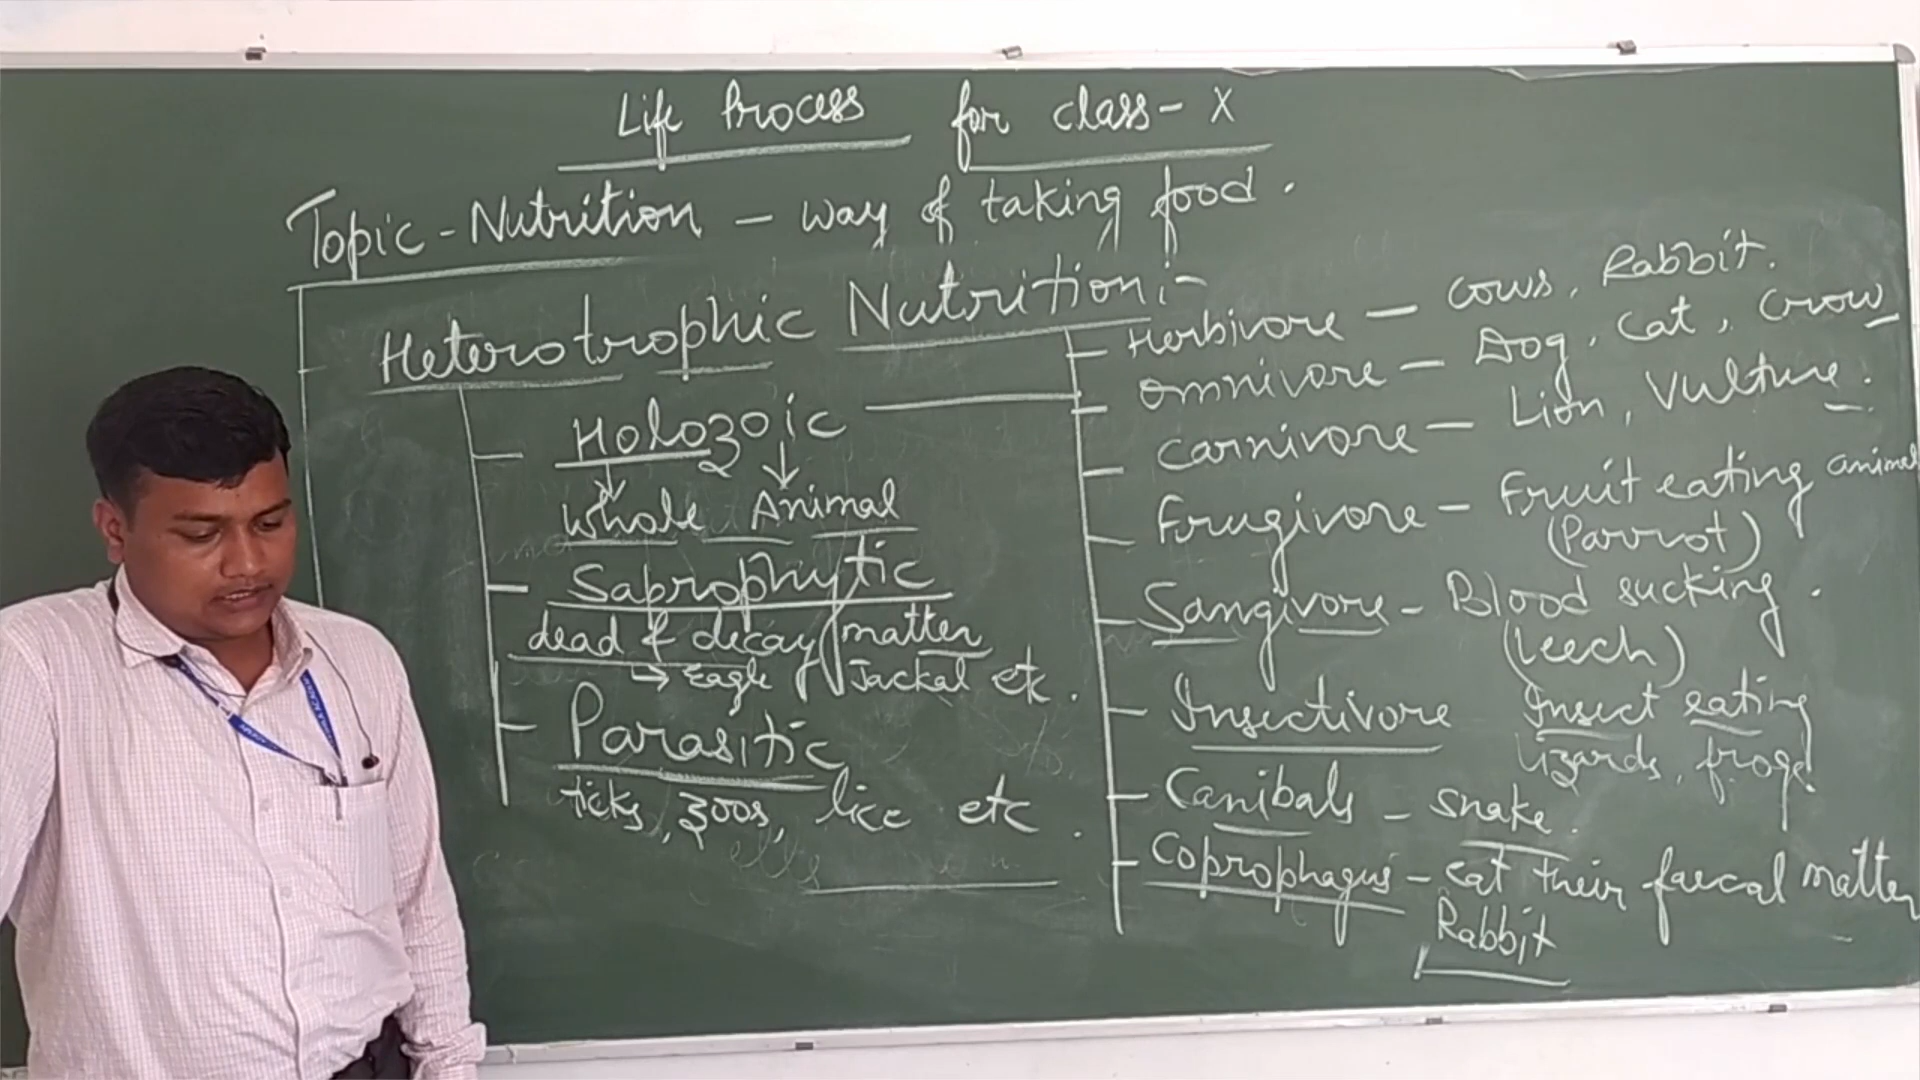 Life Process for class - X
Topic - Nutrition - way of taking food.
Heterotrophic Nutrition :-
Holozoic
Whole Animal
Saprophytic
dead & decay matter
↳ Eagle, Jackal etc.
Parasitic
ticks, zoos, lice etc.
Herbivore - cows, Rabbit.
Omnivore - Dog, Cat, Crow
Carnivore - Lion, Vulture.
Frugivore - Fruit eating animal
(Parrot)
Sangivore - Blood sucking.
(Leech)
Insectivore Insect eating
lizards, frogs.
Canibals - Snake.
Coprophagus - eat their faecal matter
Rabbit